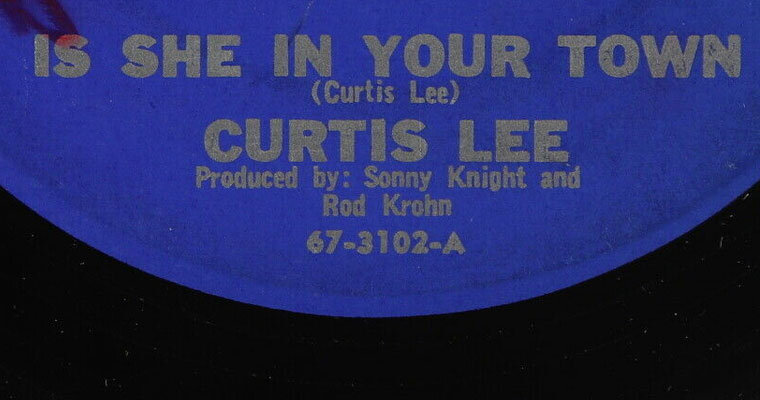 IS SHE IN YOUR TOWN
(Curtis Lee)
CURTIS LEE
Produced by: Sonny Knight and
Rod Krohn
67-3102-A